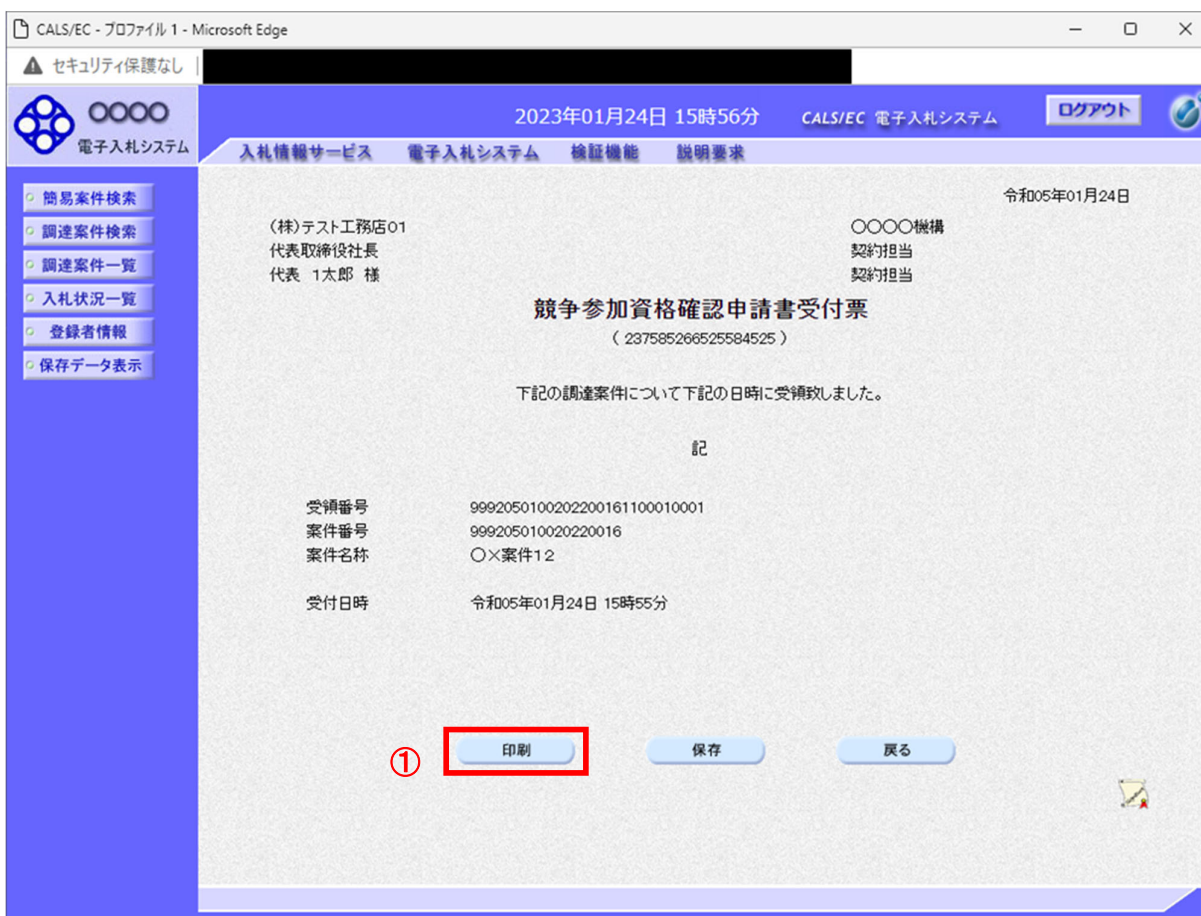 CALS/EC - プロファイル 1 - Microsoft Edge
セキュリティ保護なし
〇〇〇〇
電子入札システム
2023年01月24日 15時56分
CALS/EC 電子入札システム
ログアウト
入札情報サービス 電子入札システム 検証機能 説明要求
簡易案件検索
調達案件検索
調達案件一覧
入札状況一覧
登録者情報
保存データ表示
令和05年01月24日
(株)テスト工務店01
代表取締役社長
代表 1太郎 様
〇〇〇〇機構
契約担当
契約担当
競争参加資格確認申請書受付票
( 237585266525584525 )
下記の調達案件について下記の日時に受領致しました。
記
受領番号 9992050100202200161100010001
案件番号 999205010020220016
案件名称 〇×案件12
受付日時 令和05年01月24日 15時55分
① 印刷 保存 戻る